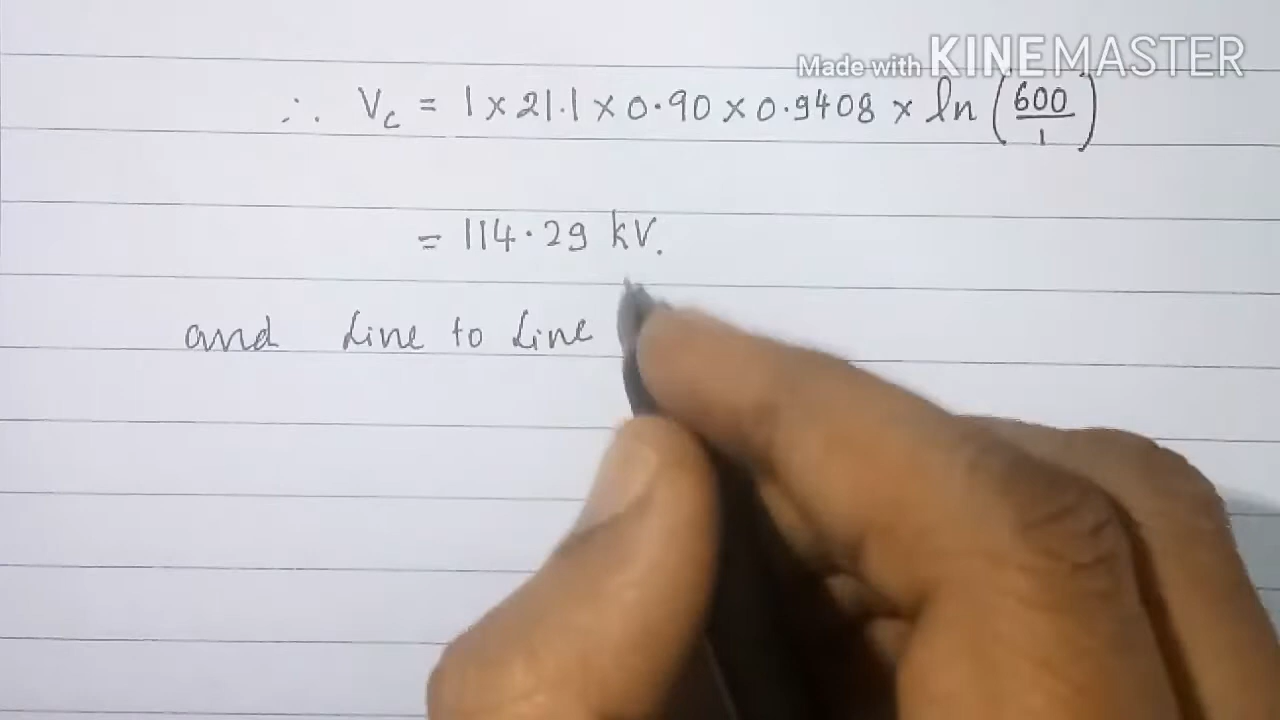 Made with KINEMASTER
∴ Vc = 1 × 21.1 × 0.90 × 0.9408 × ln (600/1)
= 114.29 kV.
and Line to Line